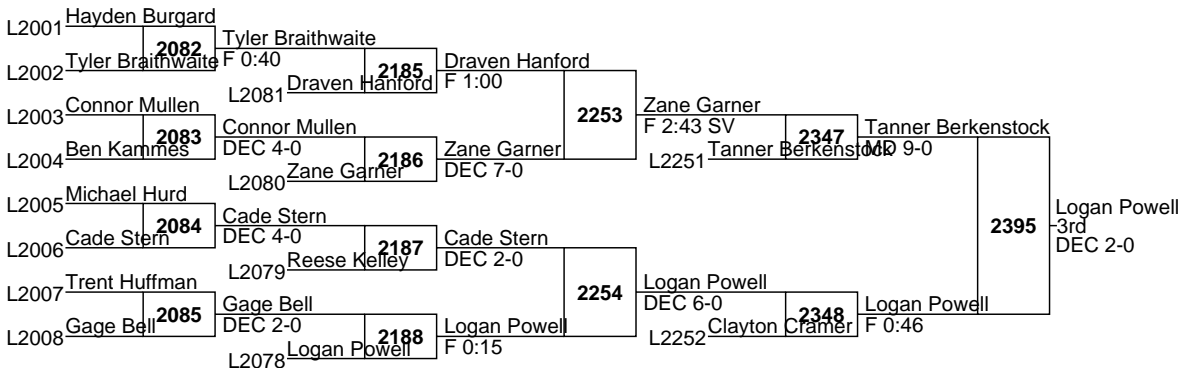 L2001 Hayden Burgard
2082 Tyler Braithwaite
L2002 Tyler Braithwaite F 0:40
2185 Draven Hanford
L2081 Draven Hanford F 1:00
L2003 Connor Mullen
2253 Zane Garner
2083 Connor Mullen F 2:43 SV
L2004 Ben Kammes DEC 4-0
2186 Zane Garner
L2080 Zane Garner DEC 7-0
2347 Tanner Berkenstock
L2251 Tanner Berkenstock MD 9-0
L2005 Michael Hurd
2084 Cade Stern
L2006 Cade Stern DEC 4-0
2187 Cade Stern
L2079 Reese Kelley DEC 2-0
2395 Logan Powell
3rd
DEC 2-0
L2007 Trent Huffman
2254 Logan Powell
2085 Gage Bell DEC 6-0
L2008 Gage Bell DEC 2-0
2188 Logan Powell
L2078 Logan Powell F 0:15
2348 Logan Powell
L2252 Clayton Cramer F 0:46